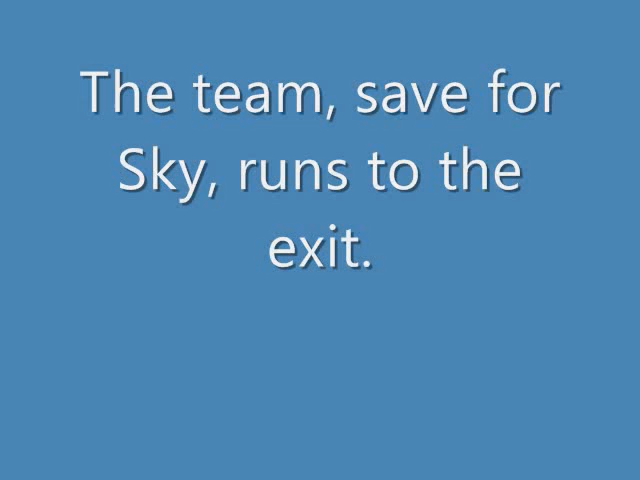 The team, save for
Sky, runs to the
exit.